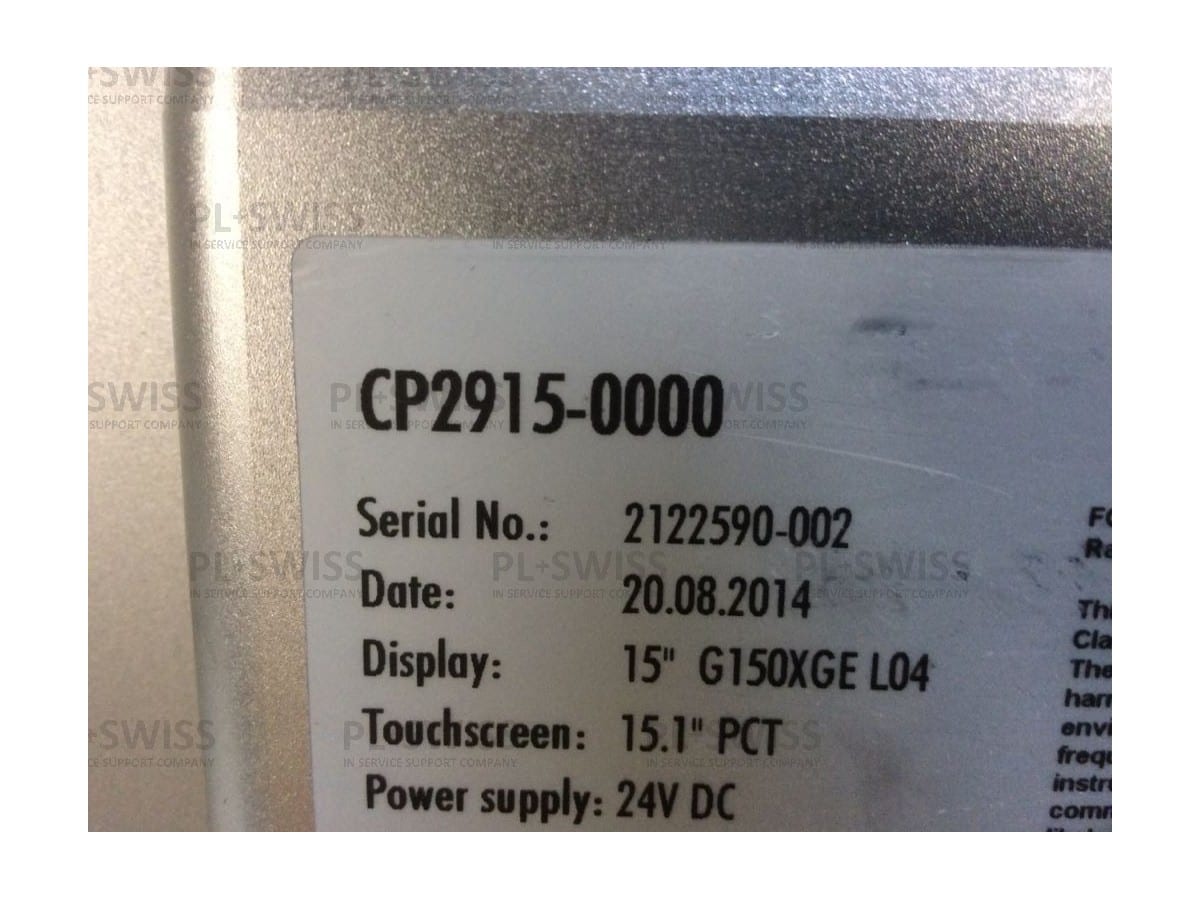 CP2915-0000
Serial No.: 2122590-002
Date: 20.08.2014
Display: 15" G150XGE L04
Touchscreen: 15.1" PCT
Power supply: 24V DC
The
PL+SWISS
IN SERVICE SUPPORT COMPANY